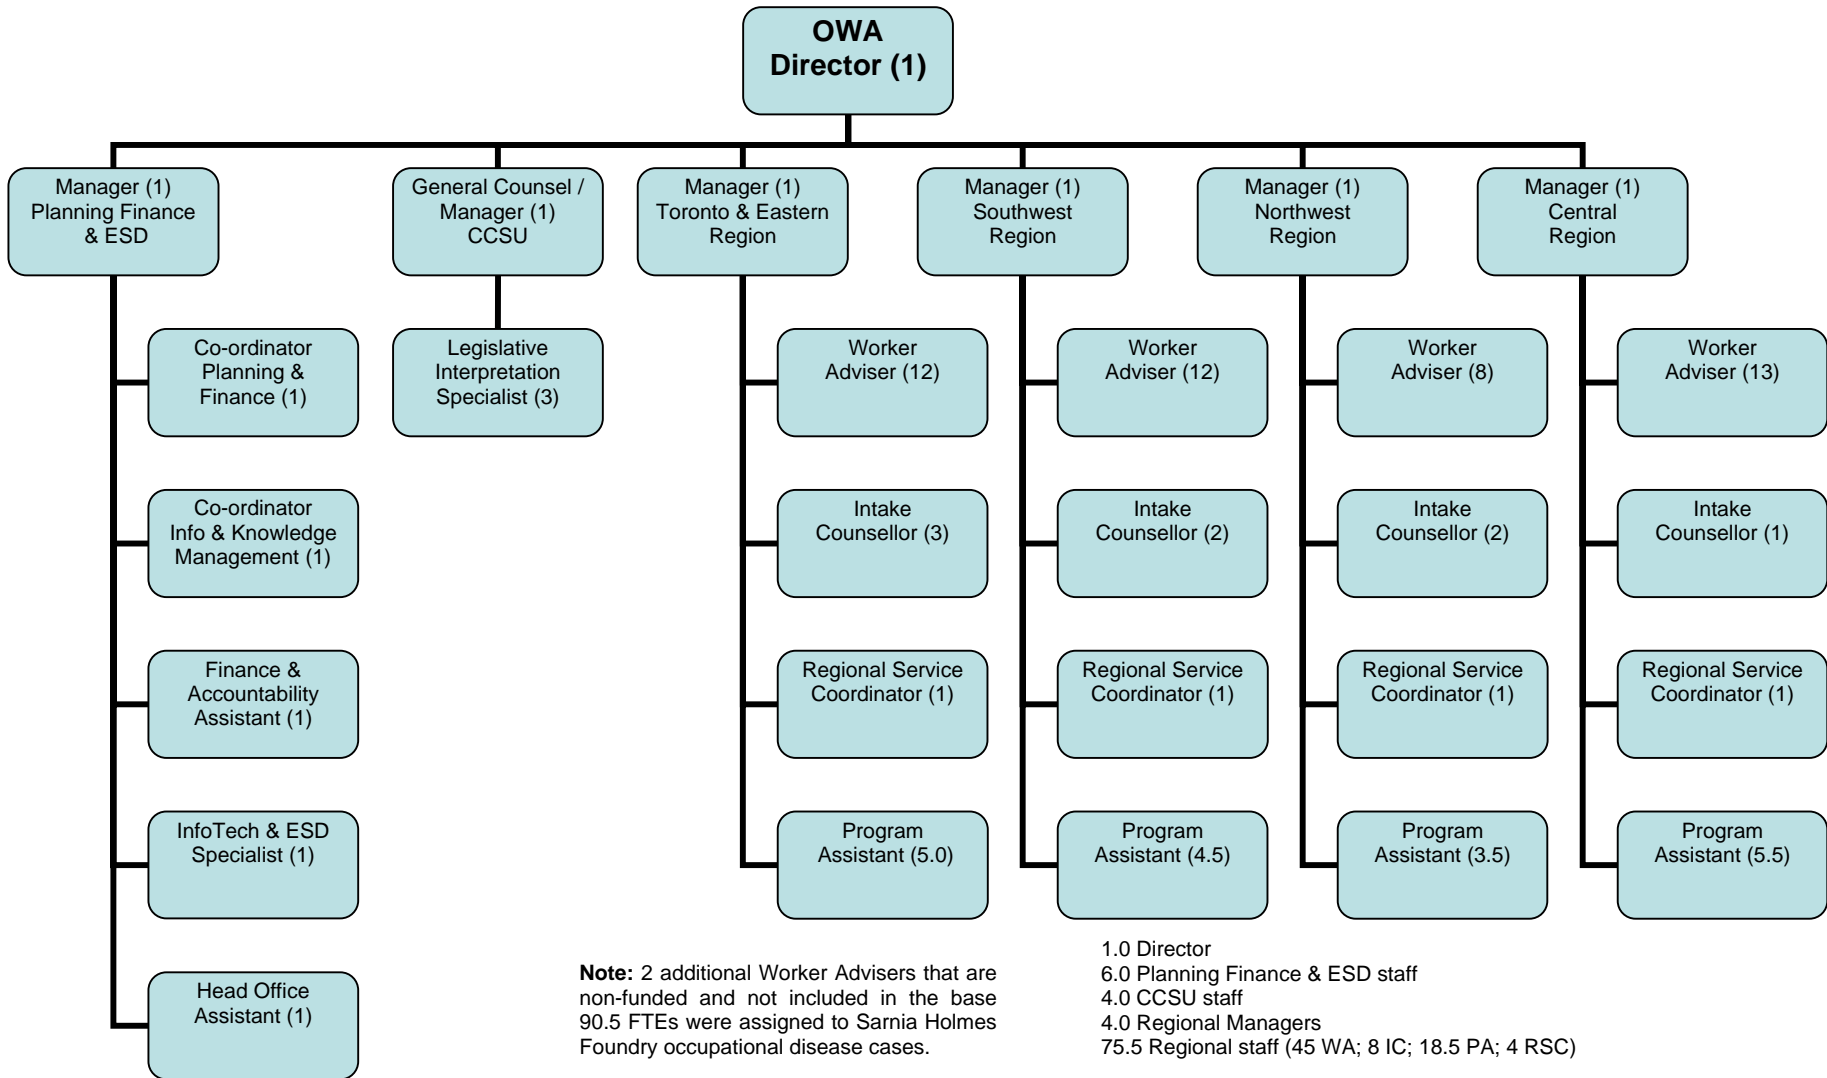 OWA
Director (1)
Manager (1)
Planning Finance
& ESD
General Counsel /
Manager (1)
CCSU
Manager (1)
Toronto & Eastern
Region
Manager (1)
Southwest
Region
Manager (1)
Northwest
Region
Manager (1)
Central
Region
Co-ordinator
Planning &
Finance (1)
Legislative
Interpretation
Specialist (3)
Worker
Adviser (12)
Worker
Adviser (12)
Worker
Adviser (8)
Worker
Adviser (13)
Co-ordinator
Info & Knowledge
Management (1)
Intake
Counsellor (3)
Intake
Counsellor (2)
Intake
Counsellor (2)
Intake
Counsellor (1)
Finance &
Accountability
Assistant (1)
Regional Service
Coordinator (1)
Regional Service
Coordinator (1)
Regional Service
Coordinator (1)
Regional Service
Coordinator (1)
InfoTech & ESD
Specialist (1)
Program
Assistant (5.0)
Program
Assistant (4.5)
Program
Assistant (3.5)
Program
Assistant (5.5)
Head Office
Assistant (1)
Note: 2 additional Worker Advisers that are
non-funded and not included in the base
90.5 FTEs were assigned to Sarnia Holmes
Foundry occupational disease cases.
1.0 Director
6.0 Planning Finance & ESD staff
4.0 CCSU staff
4.0 Regional Managers
75.5 Regional staff (45 WA; 8 IC; 18.5 PA; 4 RSC)